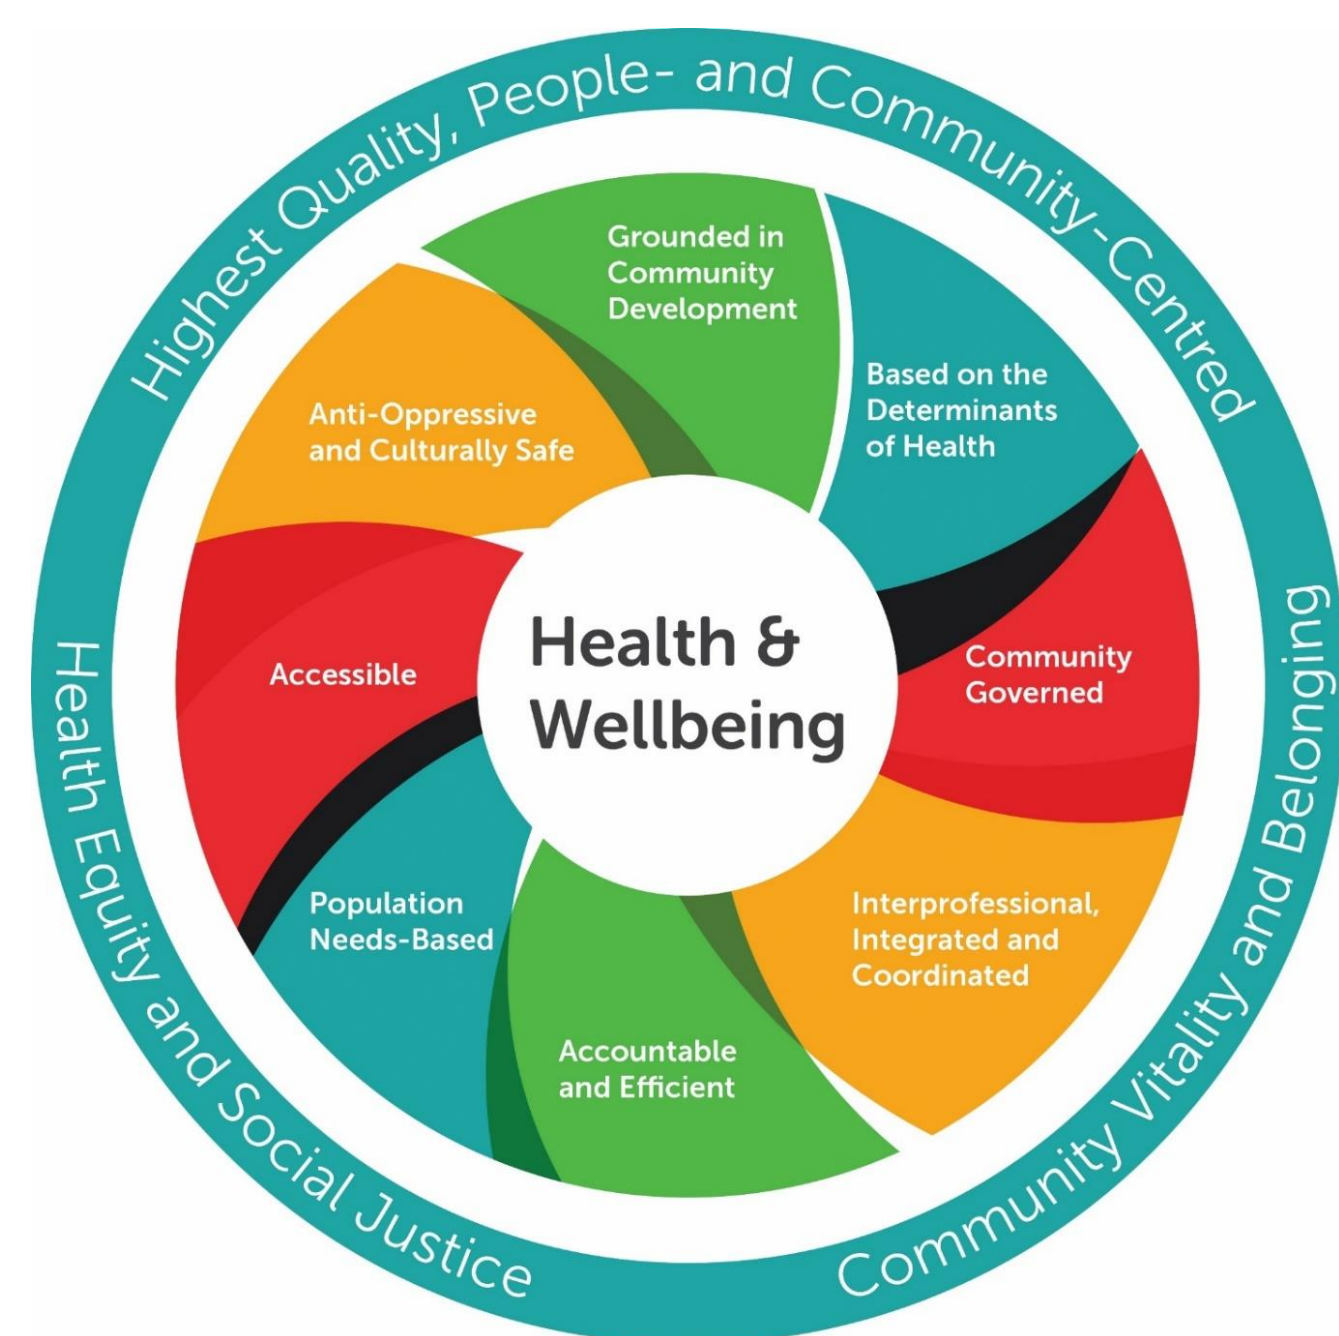 Highest Quality, People- and Community-Centred
Grounded in
Community
Development
Based on the
Determinants
of Health
Anti-Oppressive
and Culturally Safe
Accessible
Health &
Wellbeing
Community
Governed
Population
Needs-Based
Interprofessional,
Integrated and
Coordinated
Accountable
and Efficient
Health Equity and Social Justice
Community Vitality and Belonging